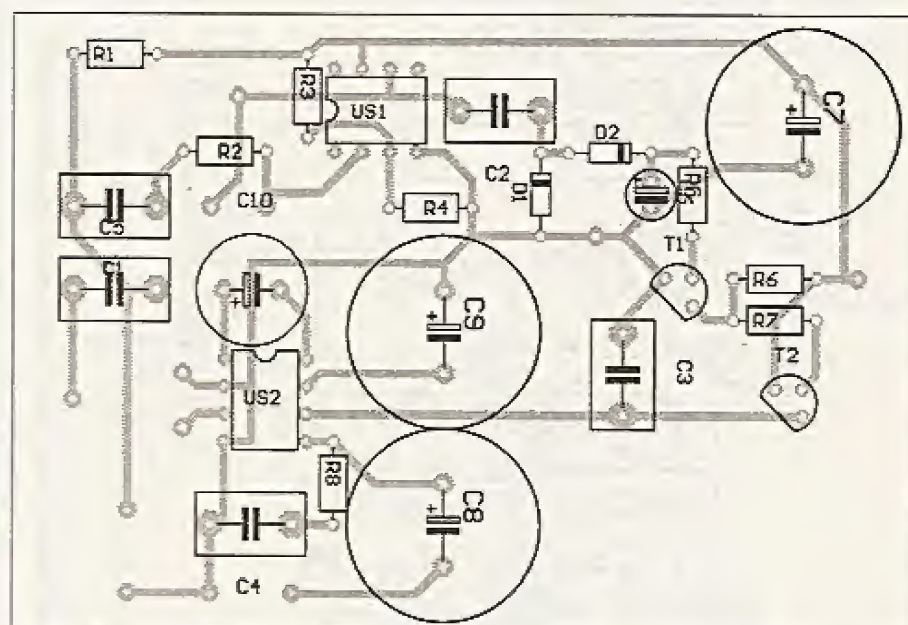 R1
R3
US1
C7
D2
R2
C2
D1
C10
R4
C5
C1
T1
C9
R6
R7
T2
US2
C3
R8
C8
C4
+
+
+
+